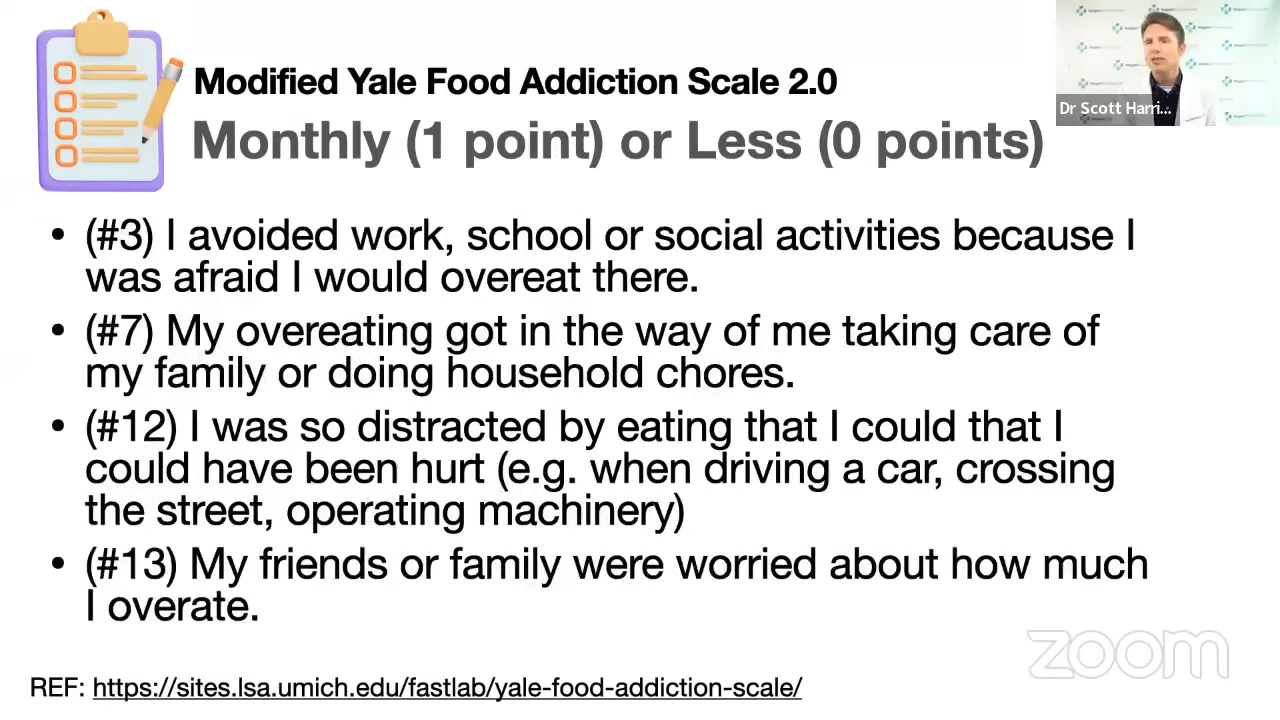 Modified Yale Food Addiction Scale 2.0
Monthly (1 point) or Less (0 points)
Dr Scott Harri...
• (#3) I avoided work, school or social activities because I
was afraid I would overeat there.
• (#7) My overeating got in the way of me taking care of
my family or doing household chores.
• (#12) I was so distracted by eating that I could that I
could have been hurt (e.g. when driving a car, crossing
the street, operating machinery)
• (#13) My friends or family were worried about how much
I overate.
zoom
REF: https://sites.lsa.umich.edu/fastlab/yale-food-addiction-scale/